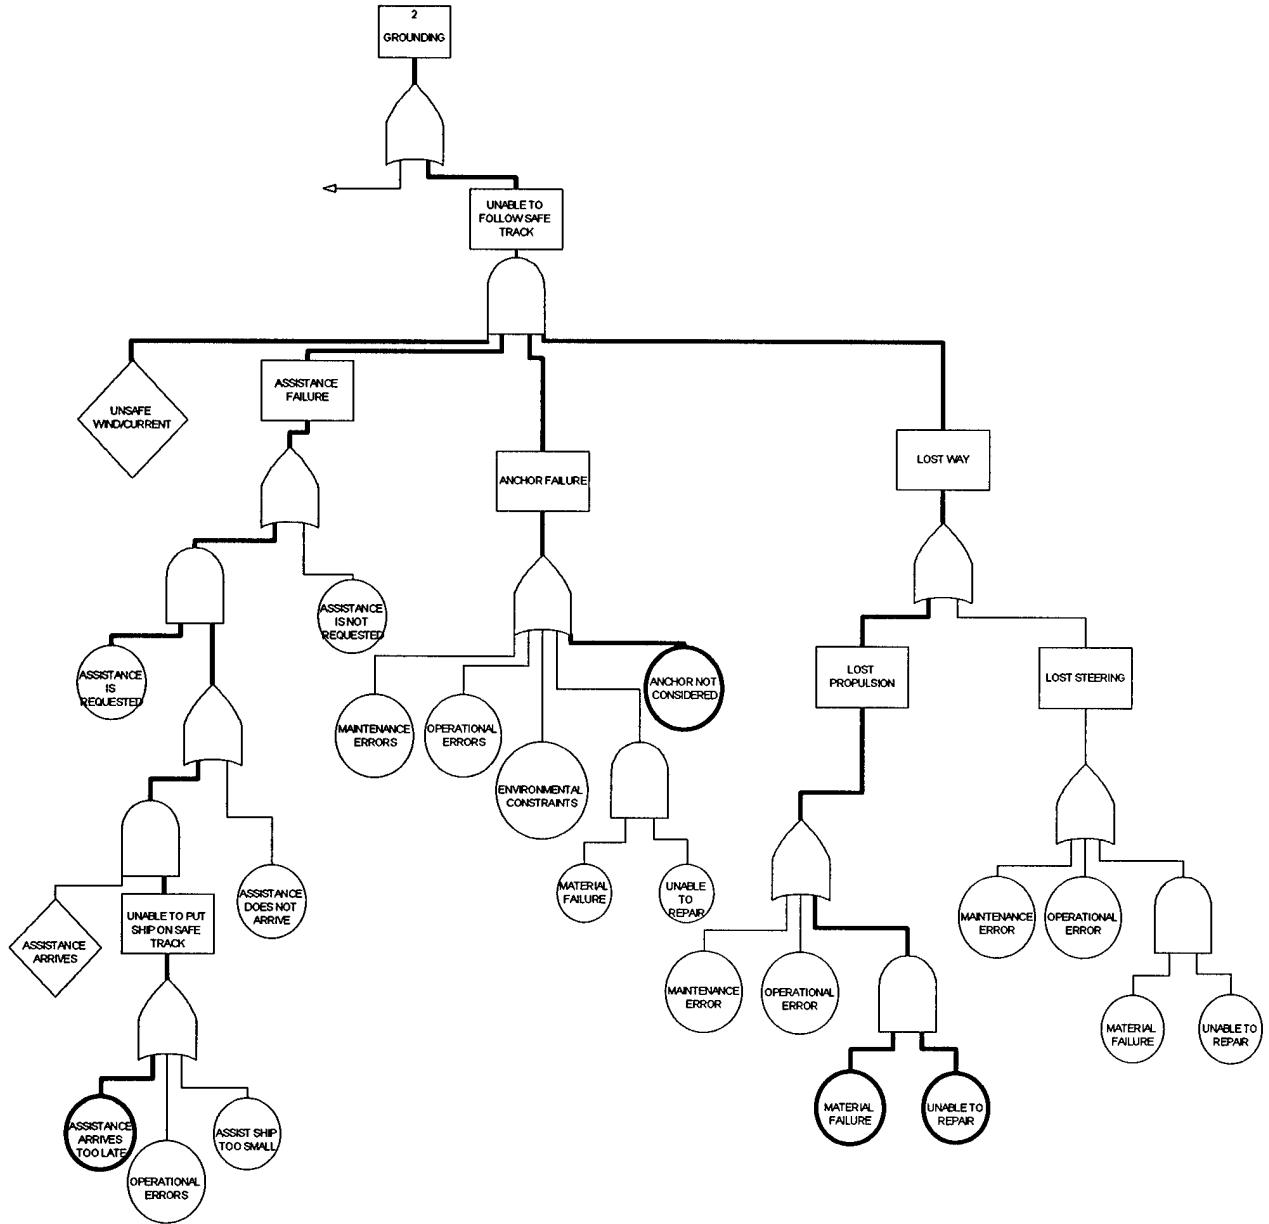 2
GROUNDING
UNABLE TO
FOLLOW SAFE
TRACK
UNSAFE
WIND/CURRENT
ASSISTANCE
FAILURE
ANCHOR FAILURE
LOST WAY
ASSISTANCE
IS NOT
REQUESTED
ASSISTANCE
IS
REQUESTED
MAINTENANCE
ERRORS
OPERATIONAL
ERRORS
ENVIRONMENTAL
CONSTRAINTS
ANCHOR NOT
CONSIDERED
LOST
PROPULSION
LOST STEERING
MATERIAL
FAILURE
UNABLE
TO
REPAIR
ASSISTANCE
DOES NOT
ARRIVE
ASSISTANCE
ARRIVES
UNABLE TO PUT
SHIP ON SAFE
TRACK
MAINTENANCE
ERROR
OPERATIONAL
ERROR
MAINTENANCE
ERROR
OPERATIONAL
ERROR
MATERIAL
FAILURE
UNABLE TO
REPAIR
MATERIAL
FAILURE
UNABLE TO
REPAIR
ASSISTANCE
ARRIVES
TOO LATE
OPERATIONAL
ERRORS
ASSIST SHIP
TOO SMALL